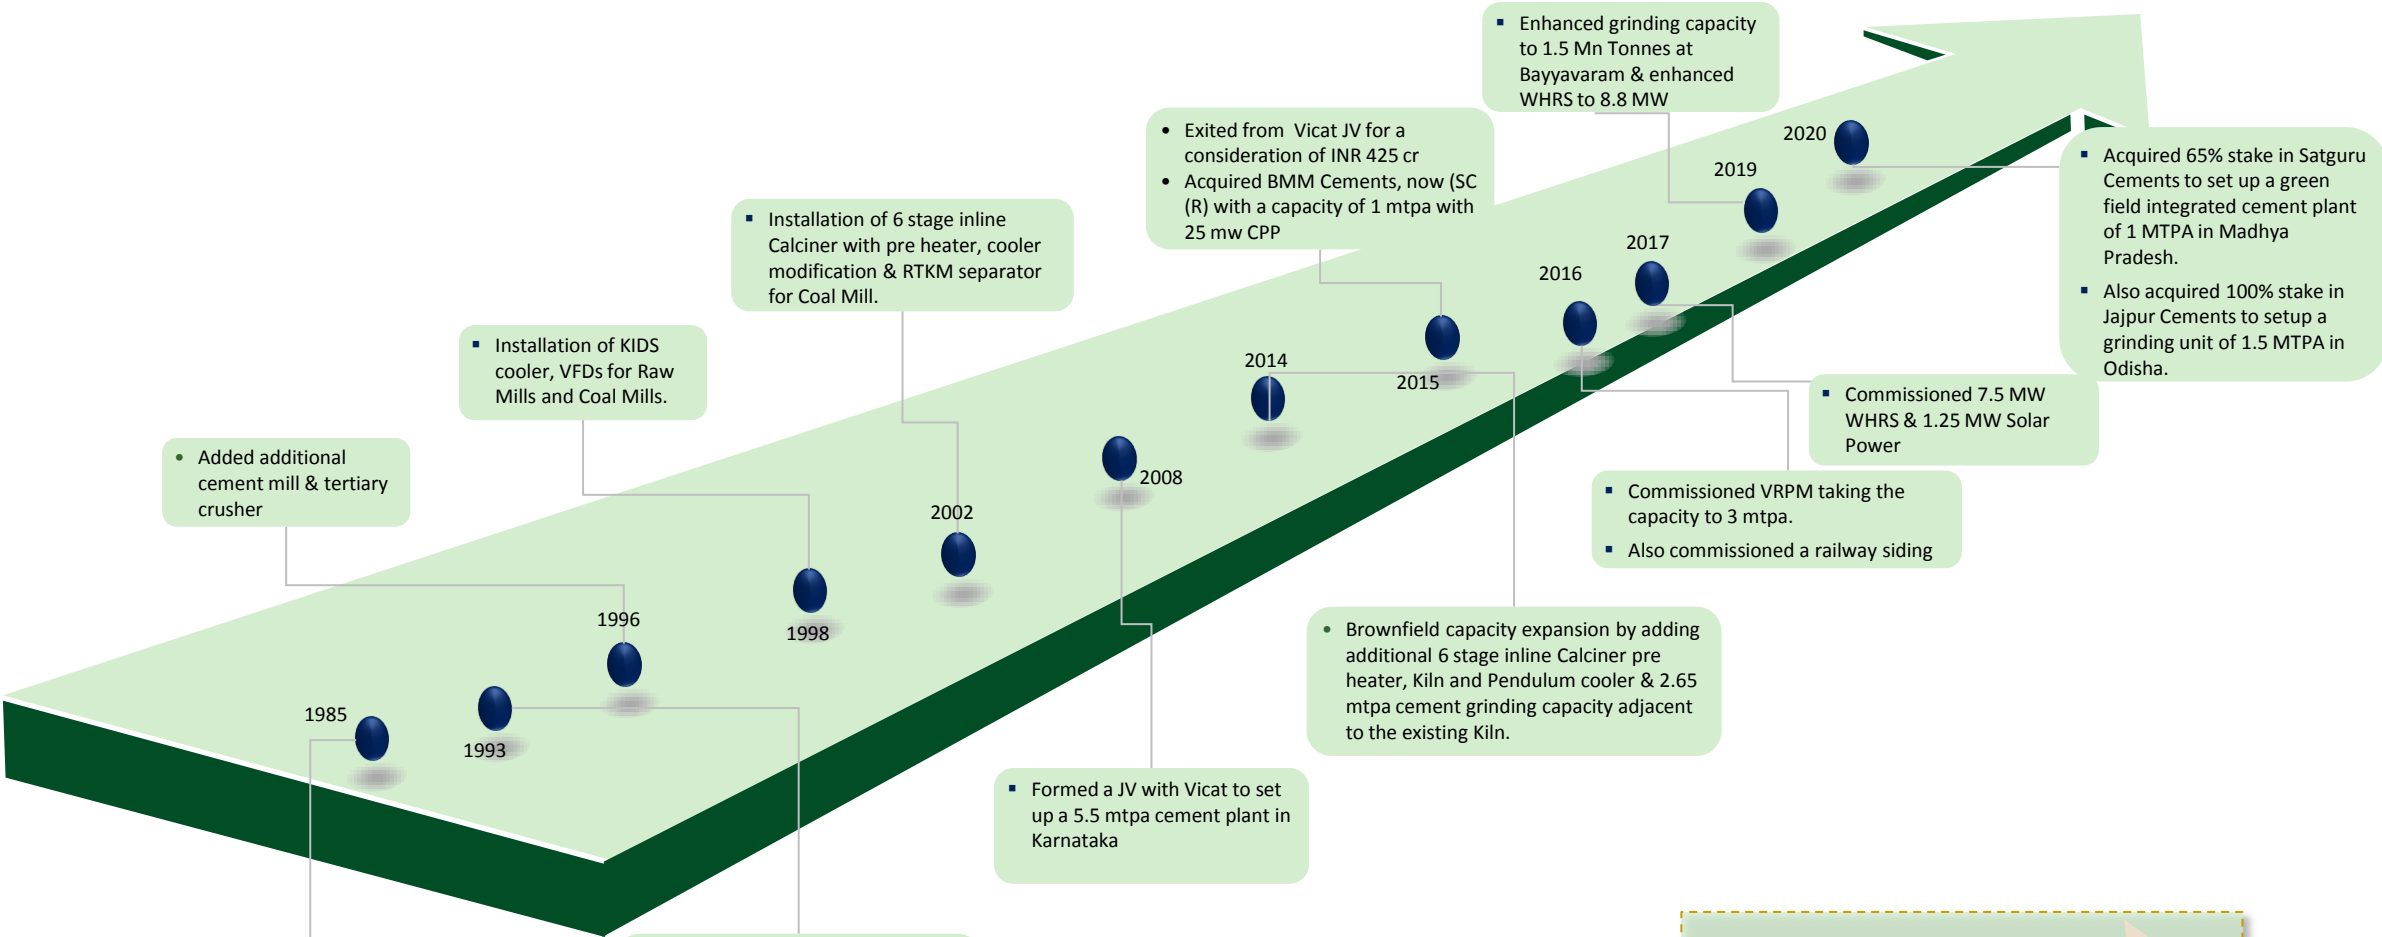 Enhanced grinding capacity
to 1.5 Mn Tonnes at
Bayyavaram & enhanced
WHRS to 8.8 MW
• Exited from Vicat JV for a
consideration of INR 425 cr
• Acquired BMM Cements, now (SC
(R) with a capacity of 1 mtpa with
25 mw CPP
▪ Installation of 6 stage inline
Calciner with pre heater, cooler
modification & RTKM separator
for Coal Mill.
▪ Installation of KIDS
cooler, VFDs for Raw
Mills and Coal Mills.
• Added additional
cement mill & tertiary
crusher
1985
1993
1996
1998
2002
2008
2014
2015
2016
2017
2019
2020
▪ Acquired 65% stake in Satguru
Cements to set up a green
field integrated cement plant
of 1 MTPA in Madhya
Pradesh.
▪ Also acquired 100% stake in
Jajpur Cements to setup a
grinding unit of 1.5 MTPA in
Odisha.
▪ Commissioned 7.5 MW
WHRS & 1.25 MW Solar
Power
▪ Commissioned VRPM taking the
capacity to 3 mtpa.
▪ Also commissioned a railway siding
• Brownfield capacity expansion by adding
additional 6 stage inline Calciner pre
heater, Kiln and Pendulum cooler & 2.65
mtpa cement grinding capacity adjacent
to the existing Kiln.
▪ Formed a JV with Vicat to set
up a 5.5 mtpa cement plant in
Karnataka